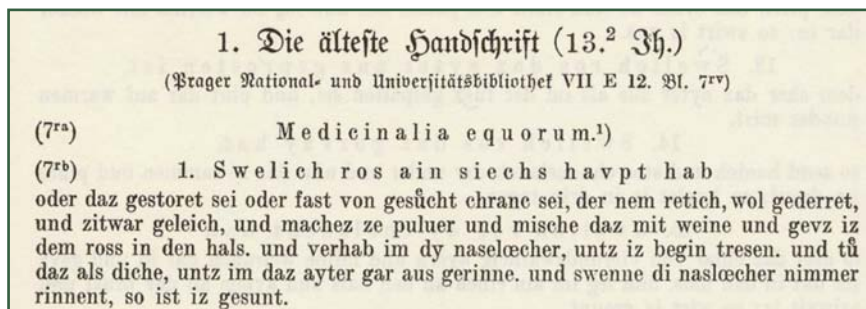 1. Die älteſte Handſchrift (13.² Jh.)
(Prager National- und Univerſitätsbibliothek VII E 12. Bl. 7ʳᵛ)
(7ʳᵃ) Medicinalia equorum.¹)
(7ʳᵇ) 1. Swelich ros ain siechs havpt hab
oder daz gestoret sei oder fast von gesuͦcht chranc sei, der nem retich, wol gederret,
und zitwar geleich, und machez ze puluer und mische daz mit weine und gevz iz
dem ross in den hals. und verhab im dy naselœcher, untz iz begin tresen. und tuͦ
daz als diche, untz im daz ayter gar aus gerinne. und swenne di naslœcher nimmer
rinnent, so ist iz gesunt.